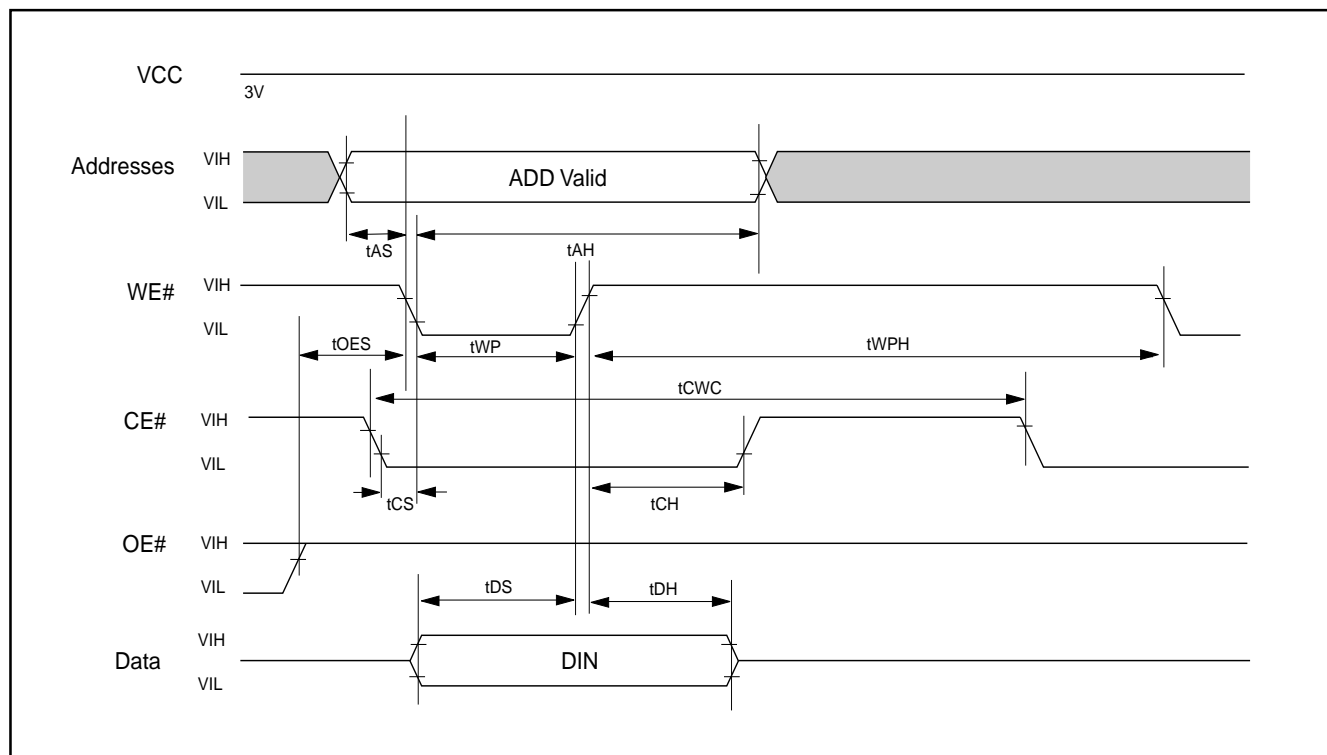 VCC
3V
Addresses
VIH
VIL
ADD Valid
tAS
tAH
WE#
VIH
VIL
tOES
tWP
tWPH
tCWC
CE#
VIH
VIL
tCS
tCH
OE#
VIH
VIL
tDS
tDH
Data
VIH
VIL
DIN